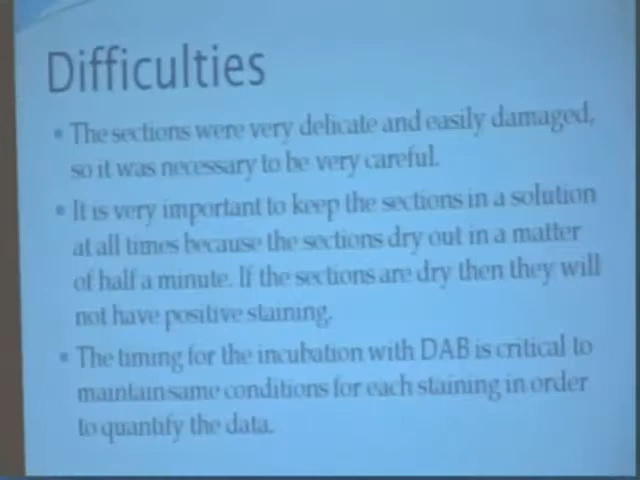 Difficulties
• The sections were very delicate and easily damaged,
so it was necessary to be very careful.
• It is very important to keep the sections in a solution
at all times because the sections dry out in a matter
of half a minute. If the sections are dry then they will
not have positive staining.
• The timing for the incubation with DAB is critical to
maintain same conditions for each staining in order
to quantify the data.